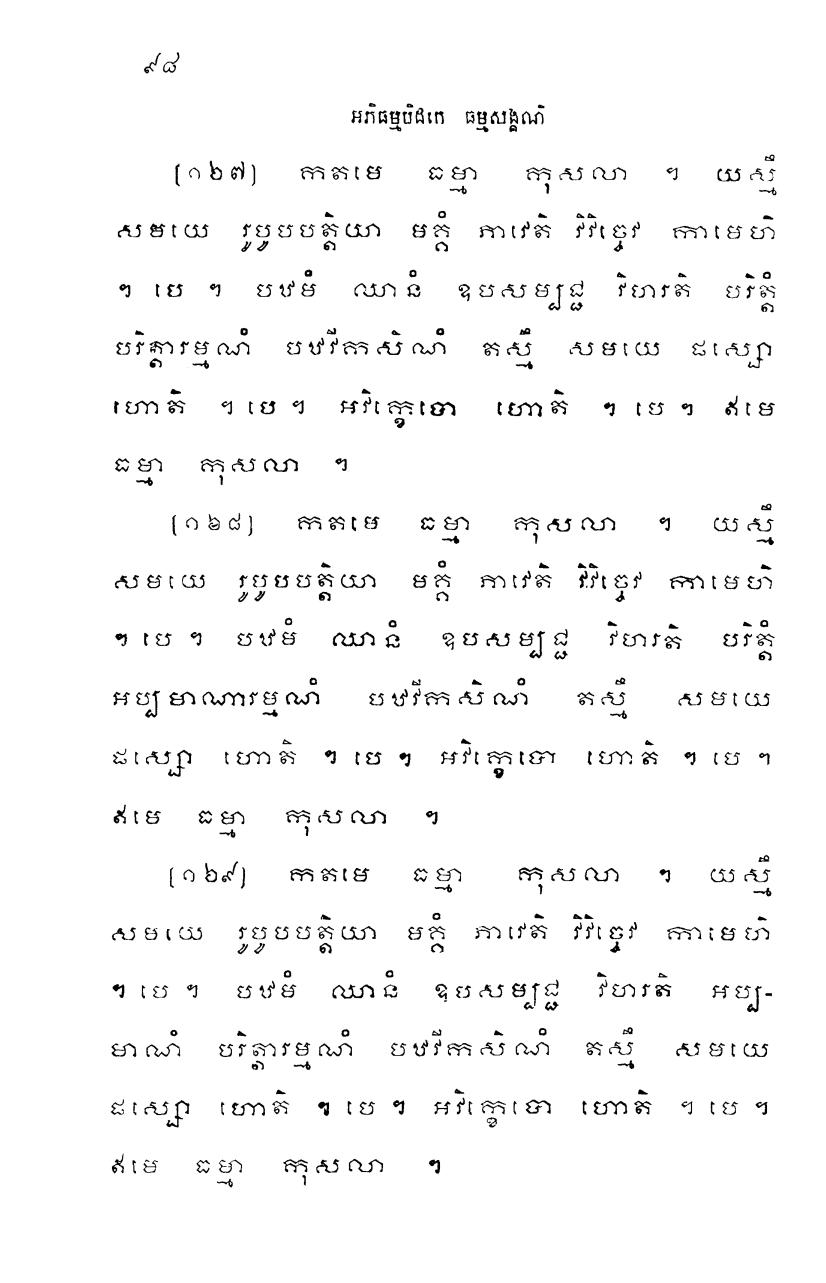 ៩៨
អភិធម្មបិដកេ ធម្មសង្គណិ
[១៦៧] កតមេ ធម្មា កុសលា ។ យស្មឹ
សមយេ រូបូបបត្តិយា មគ្គំ ភាវេតិ វិវិច្ចេវ កាមេហិ
។ បេ ។ បឋមំ ឈានំ ឧបសម្បជ្ជ វិហរតិ បរិត្តំ
បរិត្តារម្មណំ បឋវីកសិណំ តស្មឹ សមយេ ផស្សោ
ហោតិ ។ បេ ។ អវិក្ខេបោ ហោតិ ។ បេ ។ ឥមេ
ធម្មា កុសលា ។
[១៦៨] កតមេ ធម្មា កុសលា ។ យស្មឹ
សមយេ រូបូបបត្តិយា មគ្គំ ភាវេតិ វិវិច្ចេវ កាមេហិ
។ បេ ។ បឋមំ ឈានំ ឧបសម្បជ្ជ វិហរតិ បរិត្តំ
អប្បមាណារម្មណំ បឋវីកសិណំ តស្មឹ សមយេ
ផស្សោ ហោតិ ។ បេ ។ អវិក្ខេបោ ហោតិ ។ បេ ។
ឥមេ ធម្មា កុសលា ។
[១៦៩] កតមេ ធម្មា កុសលា ។ យស្មឹ
សមយេ រូបូបបត្តិយា មគ្គំ ភាវេតិ វិវិច្ចេវ កាមេហិ
។ បេ ។ បឋមំ ឈានំ ឧបសម្បជ្ជ វិហរតិ អប្ប-
មាណំ បរិត្តារម្មណំ បឋវីកសិណំ តស្មឹ សមយេ
ផស្សោ ហោតិ ។ បេ ។ អវិក្ខេបោ ហោតិ ។ បេ ។
ឥមេ ធម្មា កុសលា ។